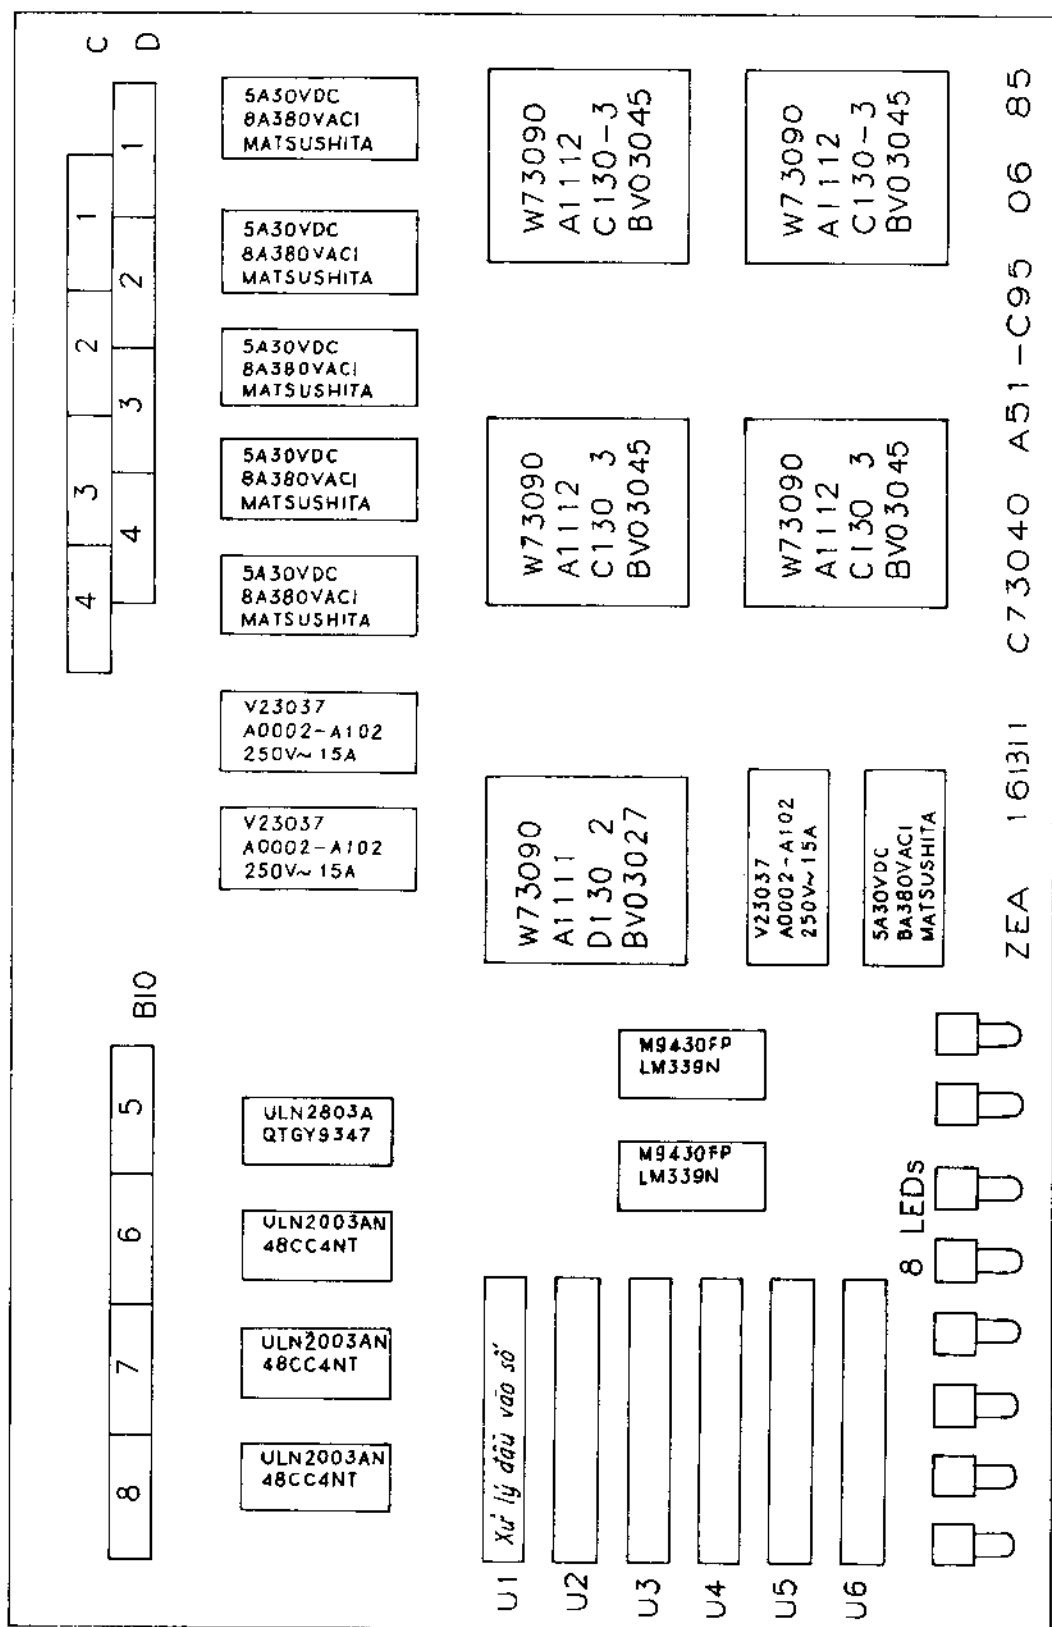 C
D
1
2
3
4
1
2
3
4
5A30VDC
8A380VACI
MATSUSHITA
5A30VDC
8A380VACI
MATSUSHITA
5A30VDC
8A380VACI
MATSUSHITA
5A30VDC
8A380VACI
MATSUSHITA
5A30VDC
8A380VACI
MATSUSHITA
V23037
A0002-A102
250V~15A
V23037
A0002-A102
250V~15A
W73090
A1112
C130-3
BV03045
W73090
A1112
C130-3
BV03045
W73090
A1112
C130 3
BV03045
W73090
A1112
C130 3
BV03045
W73090
A1111
D130 2
BV03027
V23037
A0002-A102
250V~15A
5A30VDC
BA380VACI
MATSUSHITA
ZEA 161311 C73040 A51-C95 06 85
B10
5
6
7
8
ULN2803A
QTGY9347
ULN2003AN
48CC4NT
ULN2003AN
48CC4NT
ULN2003AN
48CC4NT
M9430FP
LM339N
M9430FP
LM339N
8 LEDs
U1 Xử lý đầu vào số
U2
U3
U4
U5
U6